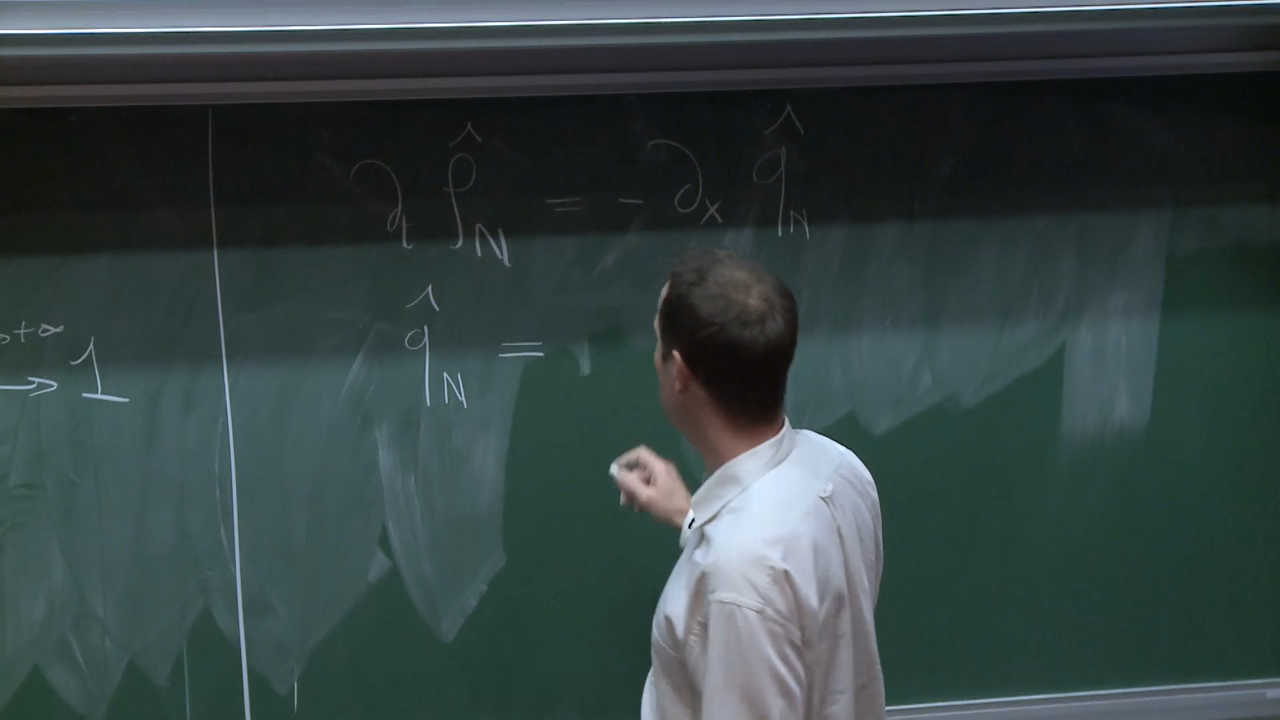 → 1
∂_t ρ̂_N = - ∂_x q̂_N
q̂_N =